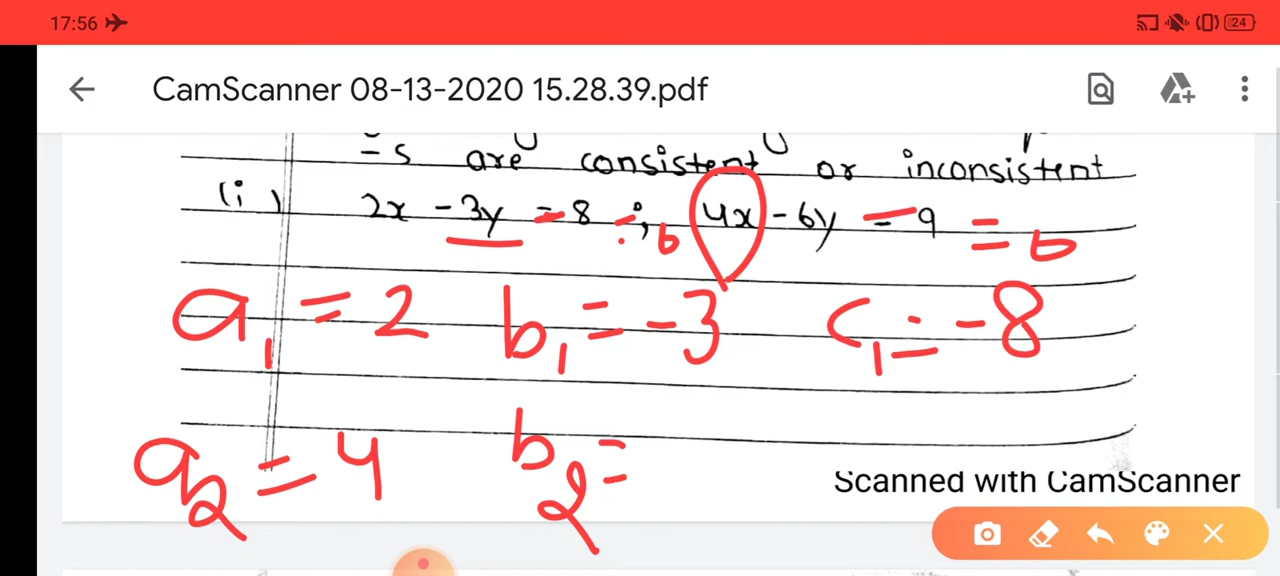 17:56 24
CamScanner 08-13-2020 15.28.39.pdf
are consistent or inconsistent
(i) 2x - 3y = 8 ; 4x - 6y = 9 = 0
a1 = 2 b1 = -3 c1 = -8
a2 = 4 b2 =
Scanned with CamScanner